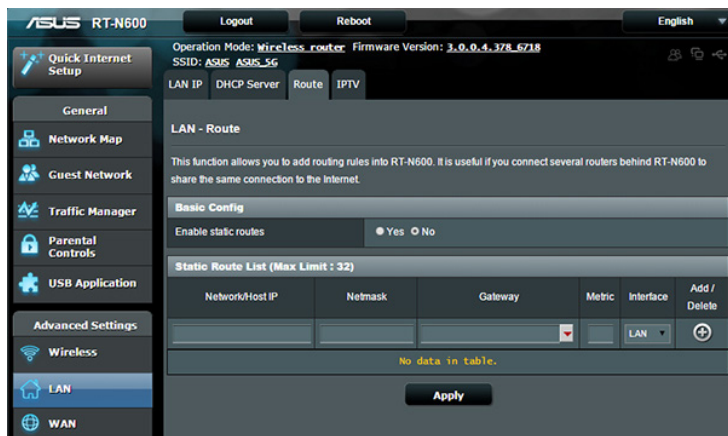 ASUS RT-N600 Logout Reboot English
Quick Internet Setup
General
Network Map
Guest Network
Traffic Manager
Parental Controls
USB Application
Advanced Settings
Wireless
LAN
WAN
Operation Mode: Wireless router Firmware Version: 3.0.0.4.378_6718
SSID: ASUS ASUS_5G
LAN IP DHCP Server Route IPTV
LAN - Route
This function allows you to add routing rules into RT-N600. It is useful if you connect several routers behind RT-N600 to
share the same connection to the Internet.
Basic Config
Enable static routes Yes No
Static Route List (Max Limit : 32)
Network/Host IP Netmask Gateway Metric Interface Add / Delete
LAN
No data in table.
Apply